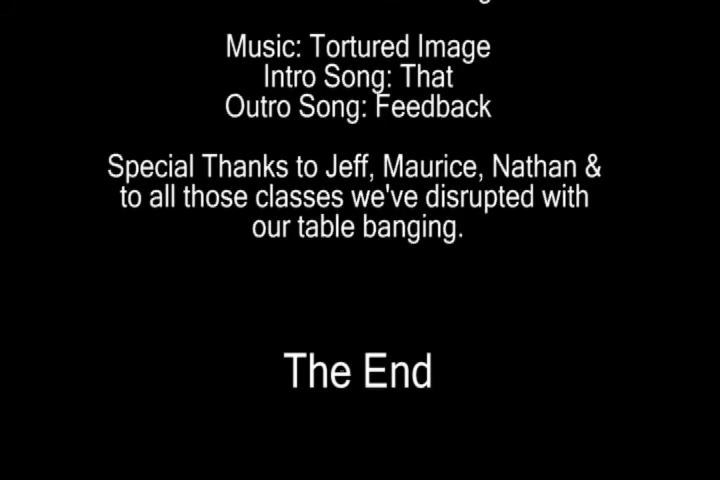 Music: Tortured Image
Intro Song: That
Outro Song: Feedback
Special Thanks to Jeff, Maurice, Nathan &
to all those classes we've disrupted with
our table banging.
The End